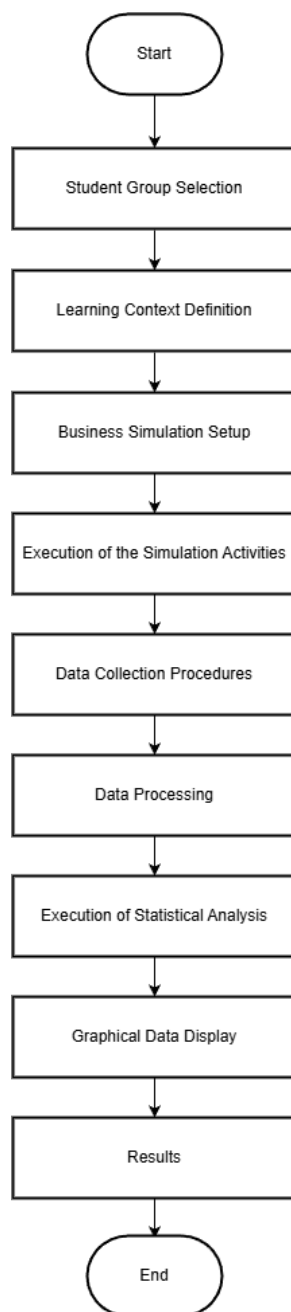 Start
Student Group Selection
Learning Context Definition
Business Simulation Setup
Execution of the Simulation Activities
Data Collection Procedures
Data Processing
Execution of Statistical Analysis
Graphical Data Display
Results
End